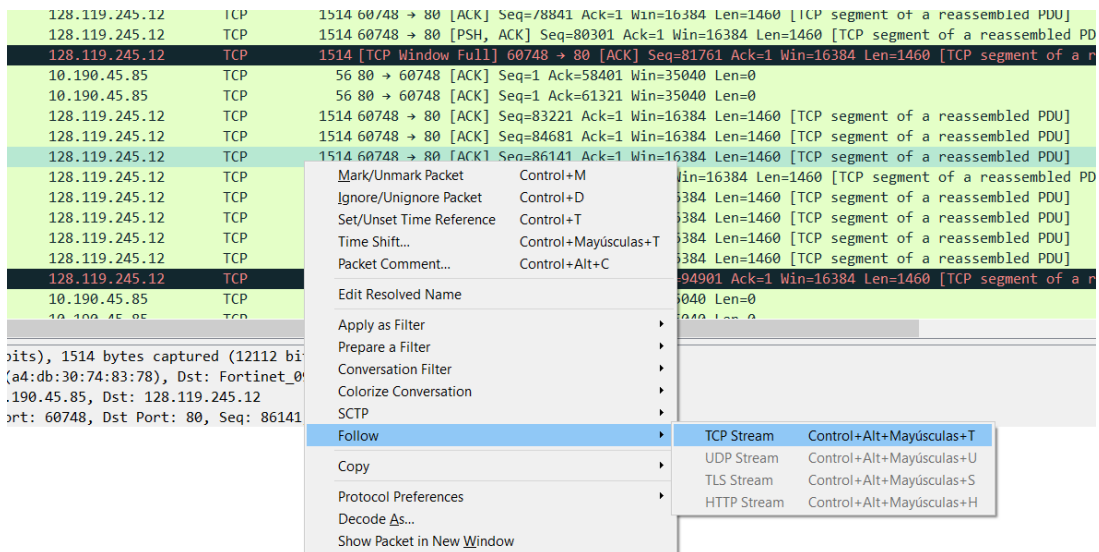 128.119.245.12 TCP 1514 60748 → 80 [ACK] Seq=78841 Ack=1 Win=16384 Len=1460 [TCP segment of a reassembled PDU]
128.119.245.12 TCP 1514 60748 → 80 [PSH, ACK] Seq=80301 Ack=1 Win=16384 Len=1460 [TCP segment of a reassembled PD
128.119.245.12 TCP 1514 [TCP Window Full] 60748 → 80 [ACK] Seq=81761 Ack=1 Win=16384 Len=1460 [TCP segment of a r
10.190.45.85 TCP 56 80 → 60748 [ACK] Seq=1 Ack=58401 Win=35040 Len=0
10.190.45.85 TCP 56 80 → 60748 [ACK] Seq=1 Ack=61321 Win=35040 Len=0
128.119.245.12 TCP 1514 60748 → 80 [ACK] Seq=83221 Ack=1 Win=16384 Len=1460 [TCP segment of a reassembled PDU]
128.119.245.12 TCP 1514 60748 → 80 [ACK] Seq=84681 Ack=1 Win=16384 Len=1460 [TCP segment of a reassembled PDU]
128.119.245.12 TCP 1514 60748 → 80 [ACK] Seq=86141 Ack=1 Win=16384 Len=1460 [TCP segment of a reassembled PDU]
128.119.245.12 TCP Win=16384 Len=1460 [TCP segment of a reassembled PD
128.119.245.12 TCP 5384 Len=1460 [TCP segment of a reassembled PDU]
128.119.245.12 TCP 5384 Len=1460 [TCP segment of a reassembled PDU]
128.119.245.12 TCP 5384 Len=1460 [TCP segment of a reassembled PDU]
128.119.245.12 TCP 5384 Len=1460 [TCP segment of a reassembled PDU]
128.119.245.12 TCP =94901 Ack=1 Win=16384 Len=1460 [TCP segment of a r
10.190.45.85 TCP 5040 Len=0
10.190.45.85 TCP 5040 Len=0
Mark/Unmark Packet Control+M
Ignore/Unignore Packet Control+D
Set/Unset Time Reference Control+T
Time Shift... Control+Mayúsculas+T
Packet Comment... Control+Alt+C
Edit Resolved Name
Apply as Filter
Prepare a Filter
Conversation Filter
Colorize Conversation
SCTP
Follow
Copy
Protocol Preferences
Decode As...
Show Packet in New Window
TCP Stream Control+Alt+Mayúsculas+T
UDP Stream Control+Alt+Mayúsculas+U
TLS Stream Control+Alt+Mayúsculas+S
HTTP Stream Control+Alt+Mayúsculas+H
bits), 1514 bytes captured (12112 bi
(a4:db:30:74:83:78), Dst: Fortinet_09
.190.45.85, Dst: 128.119.245.12
ort: 60748, Dst Port: 80, Seq: 86141